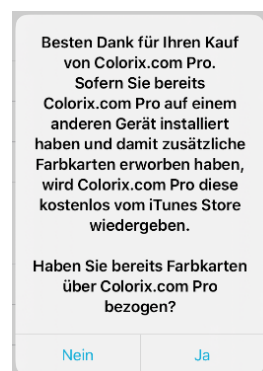 Besten Dank für Ihren Kauf
von Colorix.com Pro.
Sofern Sie bereits
Colorix.com Pro auf einem
anderen Gerät installiert
haben und damit zusätzliche
Farbkarten erworben haben,
wird Colorix.com Pro diese
kostenlos vom iTunes Store
wiedergeben.
Haben Sie bereits Farbkarten
über Colorix.com Pro
bezogen?
Nein Ja